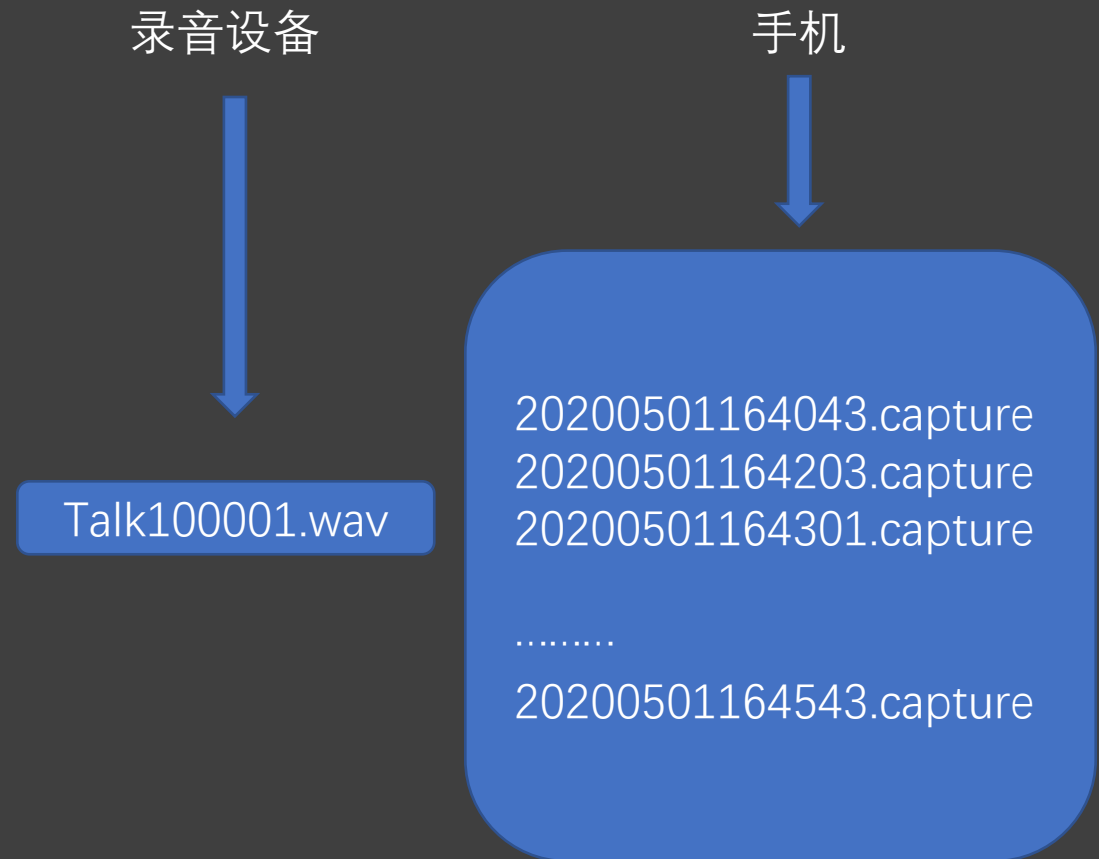 录音设备
手机
Talk100001.wav
20200501164043.capture
20200501164203.capture
20200501164301.capture
………
20200501164543.capture